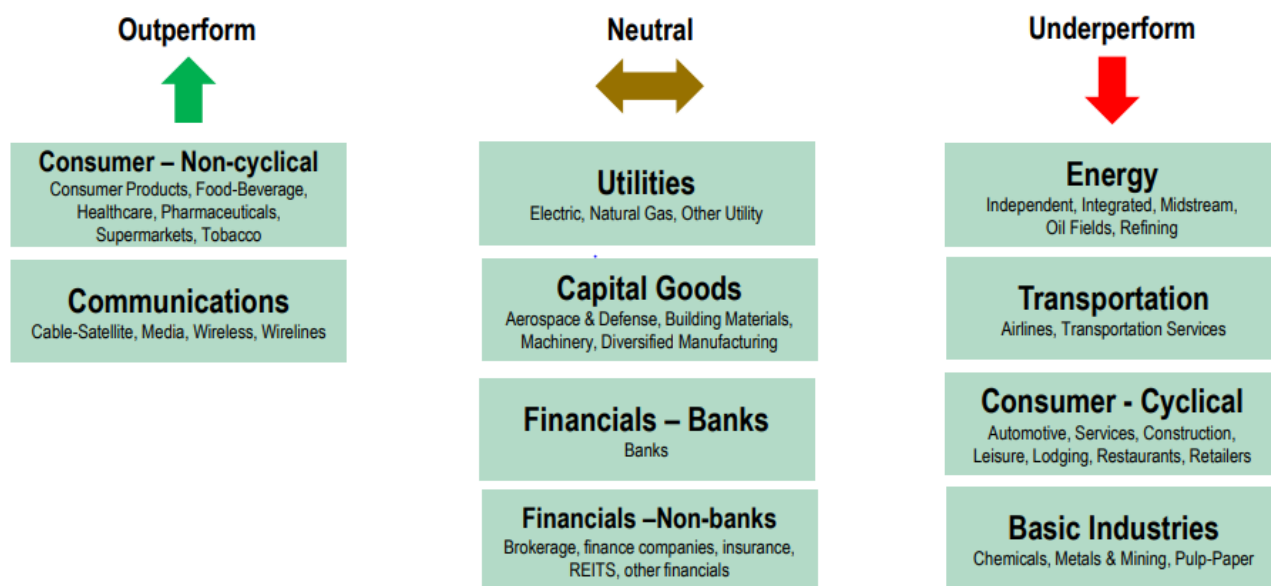 Outperform
Consumer – Non-cyclical
Consumer Products, Food-Beverage,
Healthcare, Pharmaceuticals,
Supermarkets, Tobacco
Communications
Cable-Satellite, Media, Wireless, Wirelines
Neutral
Utilities
Electric, Natural Gas, Other Utility
Capital Goods
Aerospace & Defense, Building Materials,
Machinery, Diversified Manufacturing
Financials – Banks
Banks
Financials –Non-banks
Brokerage, finance companies, insurance,
REITS, other financials
Underperform
Energy
Independent, Integrated, Midstream,
Oil Fields, Refining
Transportation
Airlines, Transportation Services
Consumer - Cyclical
Automotive, Services, Construction,
Leisure, Lodging, Restaurants, Retailers
Basic Industries
Chemicals, Metals & Mining, Pulp-Paper